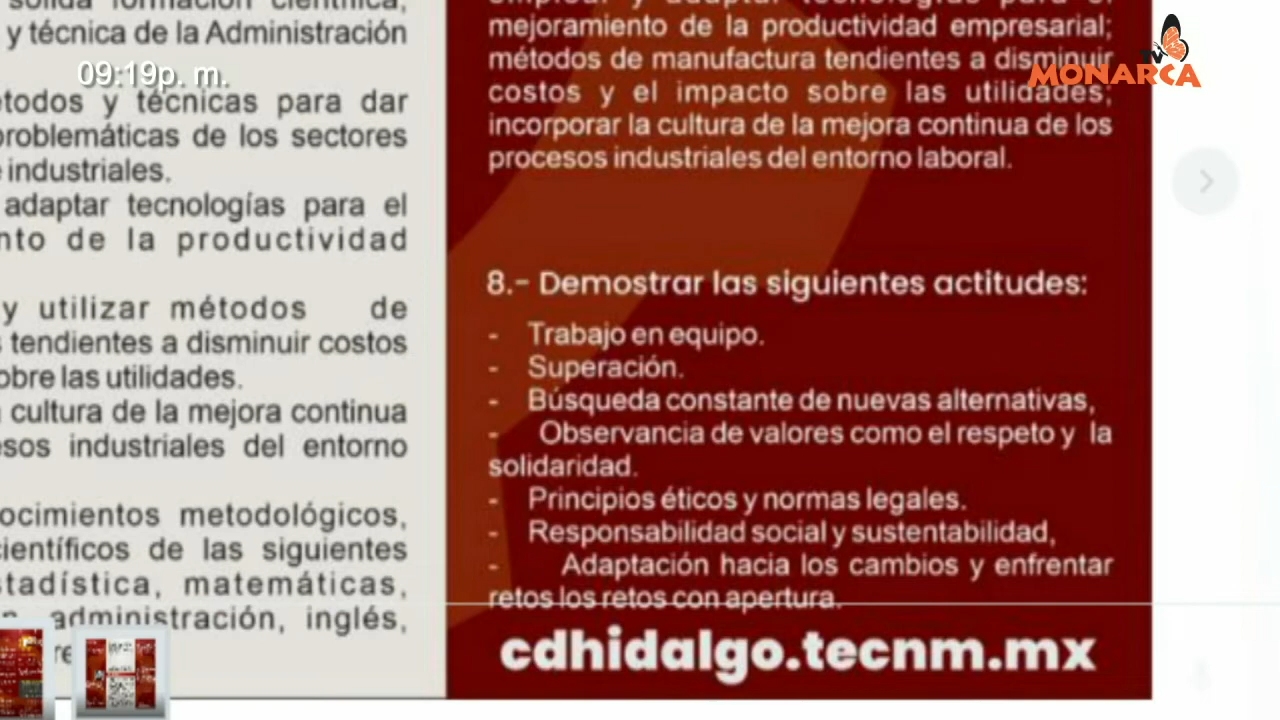 09:19p. m.
TV
MONARCA
y técnica de la Administración
y técnicas para dar
problemáticas de los sectores
industriales.
adaptar tecnologías para el
de la productividad
y utilizar métodos de
tendientes a disminuir costos
las utilidades.
cultura de la mejora continua
industriales del entorno
metodológicos,
científicos de las siguientes
estadística, matemáticas,
administración, inglés,
mejoramiento de la productividad empresarial;
métodos de manufactura tendientes a disminuir
costos y el impacto sobre las utilidades;
incorporar la cultura de la mejora continua de los
procesos industriales del entorno laboral.
8.- Demostrar las siguientes actitudes:
- Trabajo en equipo.
- Superación.
- Búsqueda constante de nuevas alternativas,
- Observancia de valores como el respeto y la
solidaridad.
- Principios éticos y normas legales.
- Responsabilidad social y sustentabilidad,
- Adaptación hacia los cambios y enfrentar
retos los retos con apertura.
cdhidalgo.tecnm.mx